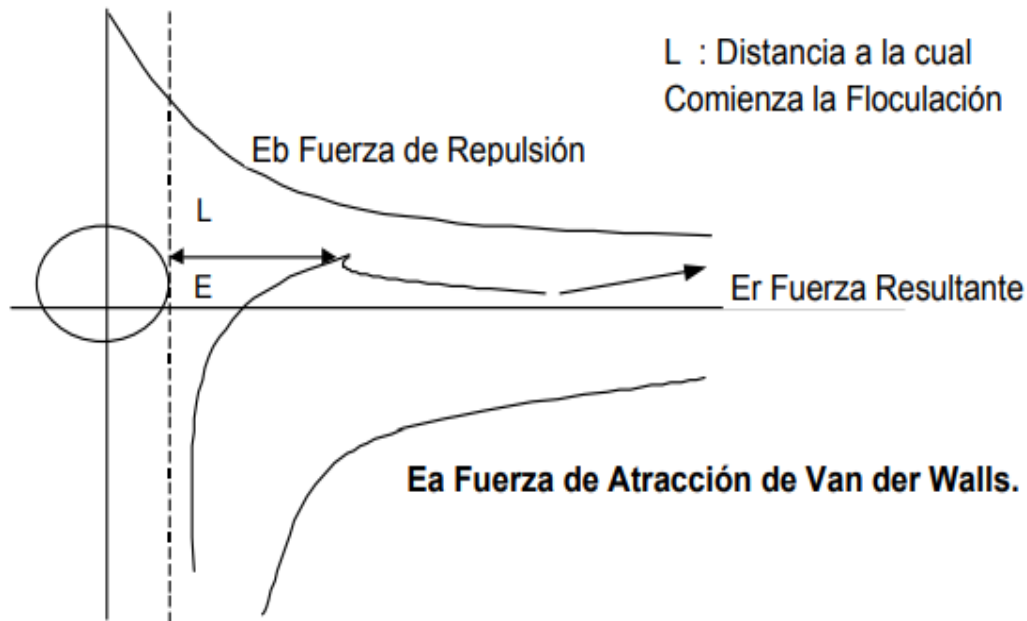 L : Distancia a la cual
Comienza la Floculación
Eb Fuerza de Repulsión
L
E
Er Fuerza Resultante
Ea Fuerza de Atracción de Van der Walls.